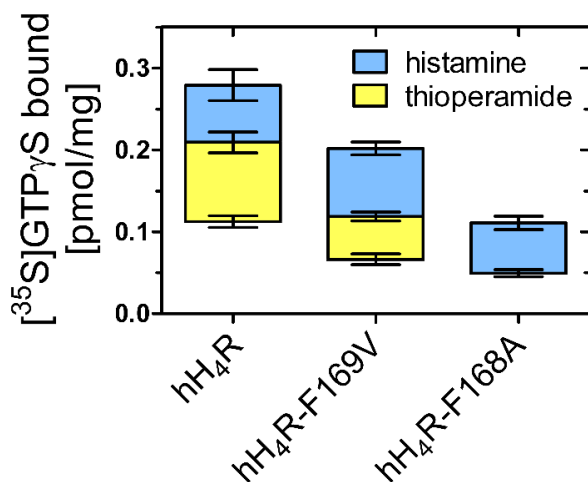 [³⁵S]GTPγS bound
[pmol/mg]
0.3
0.2
0.1
0.0
histamine
thioperamide
hH₄R
hH₄R-F169V
hH₄R-F168A